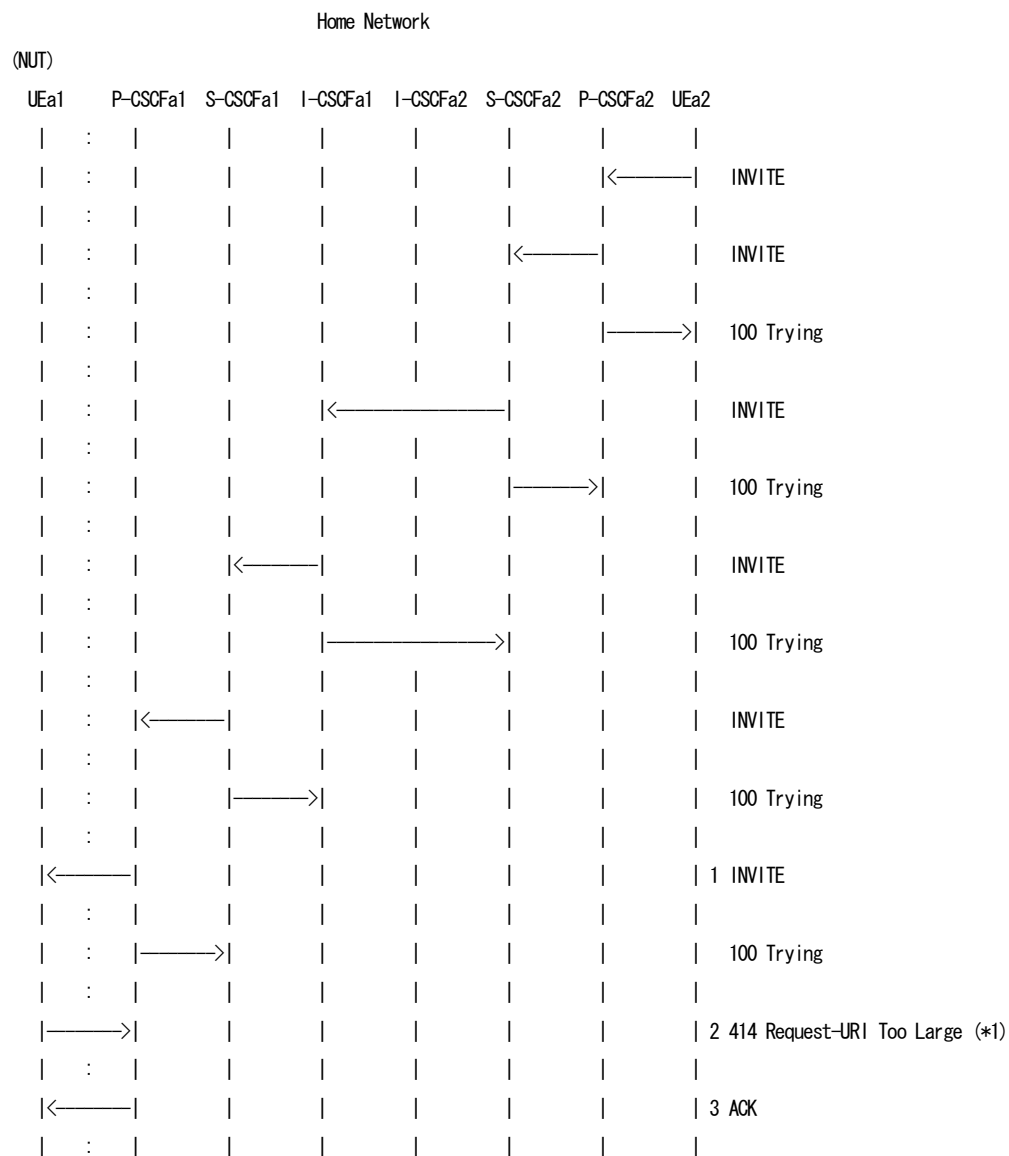 Home Network
(NUT)
UEa1 P-CSCFa1 S-CSCFa1 I-CSCFa1 I-CSCFa2 S-CSCFa2 P-CSCFa2 UEa2
INVITE
INVITE
100 Trying
INVITE
100 Trying
INVITE
100 Trying
INVITE
100 Trying
1 INVITE
100 Trying
2 414 Request-URI Too Large (*1)
3 ACK